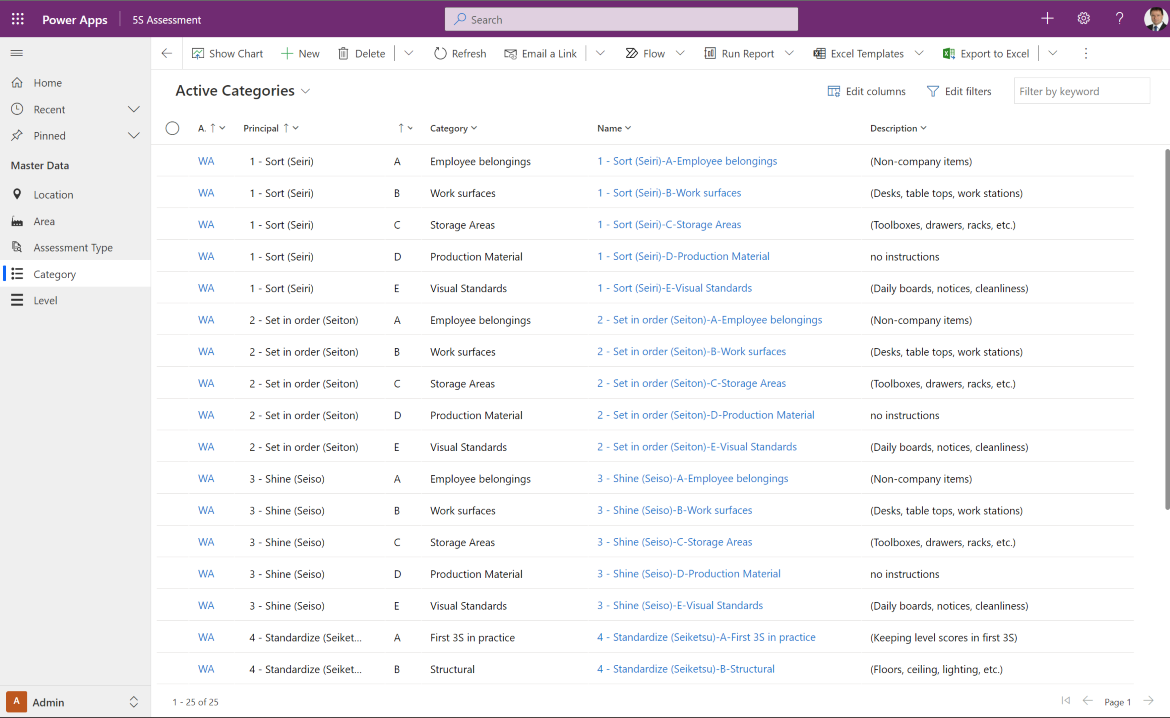 Power Apps 5S Assessment Search ?
Show Chart New Delete Refresh Email a Link Flow Run Report Excel Templates Export to Excel
Home
Recent
Pinned
Master Data
Location
Area
Assessment Type
Category
Level
A Admin
Active Categories Edit columns Edit filters Filter by keyword
A. ↑ Principal ↑ ↑ Category Name Description
WA 1 - Sort (Seiri) A Employee belongings 1 - Sort (Seiri)-A-Employee belongings (Non-company items)
WA 1 - Sort (Seiri) B Work surfaces 1 - Sort (Seiri)-B-Work surfaces (Desks, table tops, work stations)
WA 1 - Sort (Seiri) C Storage Areas 1 - Sort (Seiri)-C-Storage Areas (Toolboxes, drawers, racks, etc.)
WA 1 - Sort (Seiri) D Production Material 1 - Sort (Seiri)-D-Production Material no instructions
WA 1 - Sort (Seiri) E Visual Standards 1 - Sort (Seiri)-E-Visual Standards (Daily boards, notices, cleanliness)
WA 2 - Set in order (Seiton) A Employee belongings 2 - Set in order (Seiton)-A-Employee belongings (Non-company items)
WA 2 - Set in order (Seiton) B Work surfaces 2 - Set in order (Seiton)-B-Work surfaces (Desks, table tops, work stations)
WA 2 - Set in order (Seiton) C Storage Areas 2 - Set in order (Seiton)-C-Storage Areas (Toolboxes, drawers, racks, etc.)
WA 2 - Set in order (Seiton) D Production Material 2 - Set in order (Seiton)-D-Production Material no instructions
WA 2 - Set in order (Seiton) E Visual Standards 2 - Set in order (Seiton)-E-Visual Standards (Daily boards, notices, cleanliness)
WA 3 - Shine (Seiso) A Employee belongings 3 - Shine (Seiso)-A-Employee belongings (Non-company items)
WA 3 - Shine (Seiso) B Work surfaces 3 - Shine (Seiso)-B-Work surfaces (Desks, table tops, work stations)
WA 3 - Shine (Seiso) C Storage Areas 3 - Shine (Seiso)-C-Storage Areas (Toolboxes, drawers, racks, etc.)
WA 3 - Shine (Seiso) D Production Material 3 - Shine (Seiso)-D-Production Material no instructions
WA 3 - Shine (Seiso) E Visual Standards 3 - Shine (Seiso)-E-Visual Standards (Daily boards, notices, cleanliness)
WA 4 - Standardize (Seiket... A First 3S in practice 4 - Standardize (Seiketsu)-A-First 3S in practice (Keeping level scores in first 3S)
WA 4 - Standardize (Seiket... B Structural 4 - Standardize (Seiketsu)-B-Structural (Floors, ceiling, lighting, etc.)
1 - 25 of 25 Page 1